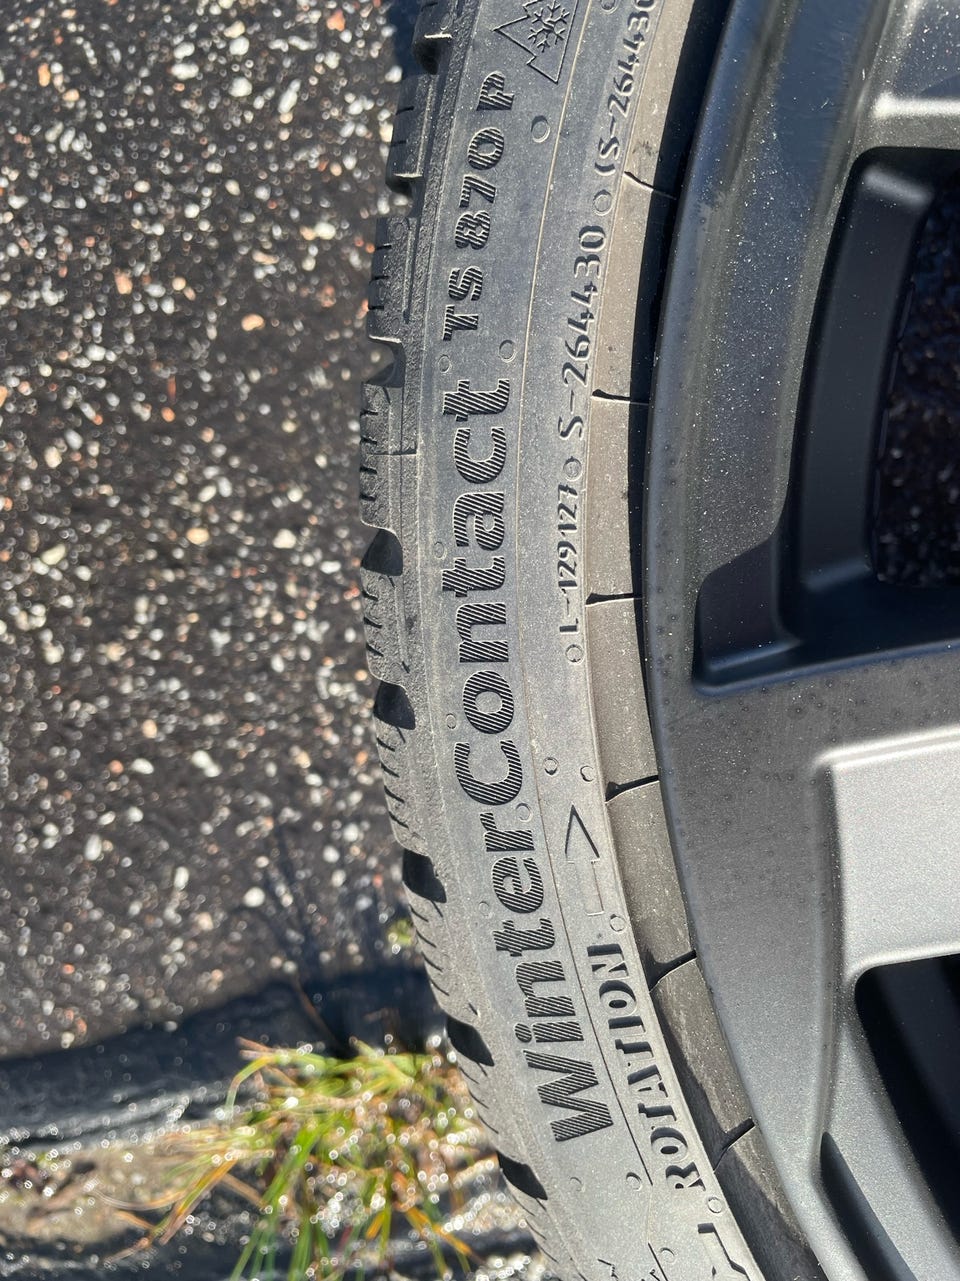 WinterContact TS 870 P
ROTATION
L-129127 S-264430 (S-264430